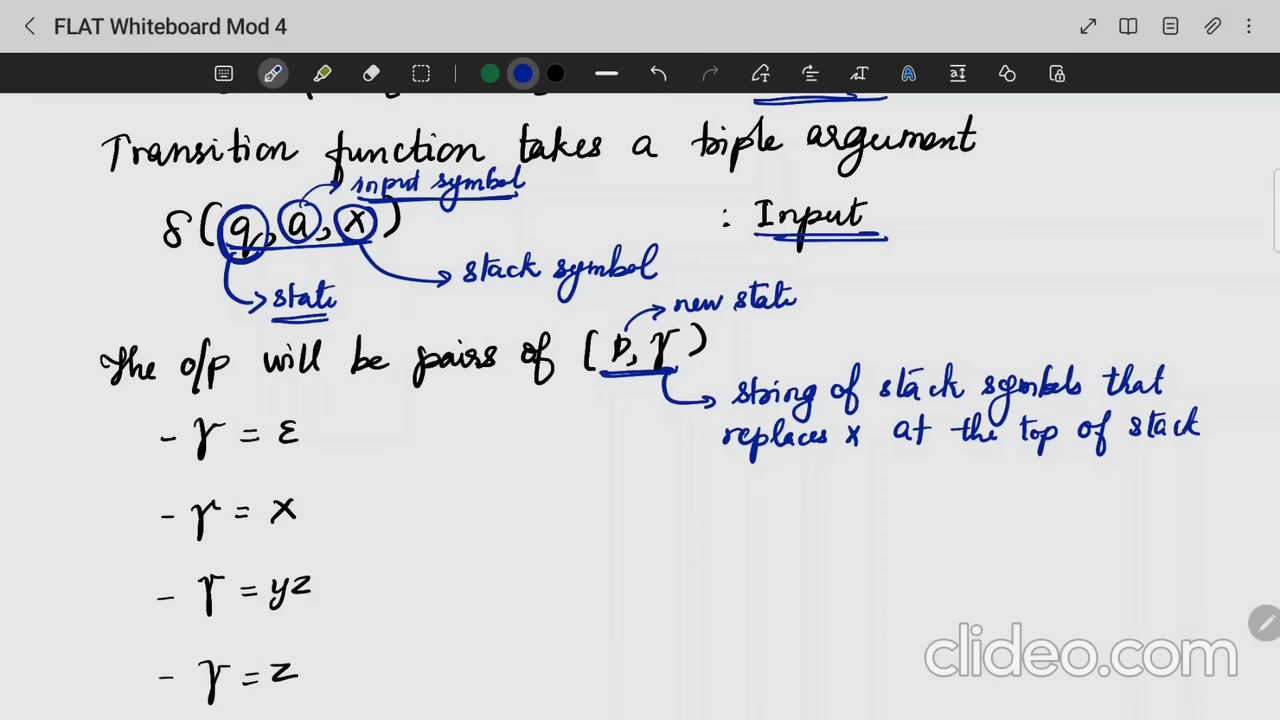 FLAT Whiteboard Mod 4
Transition function takes a triple argument
input symbol
δ(q, a, x) : Input
stack symbol
state
new state
The o/p will be pairs of (p, γ)
string of stack symbols that
replaces x at the top of stack
- γ = ε
- γ = x
- γ = yz
- γ = z
clideo.com